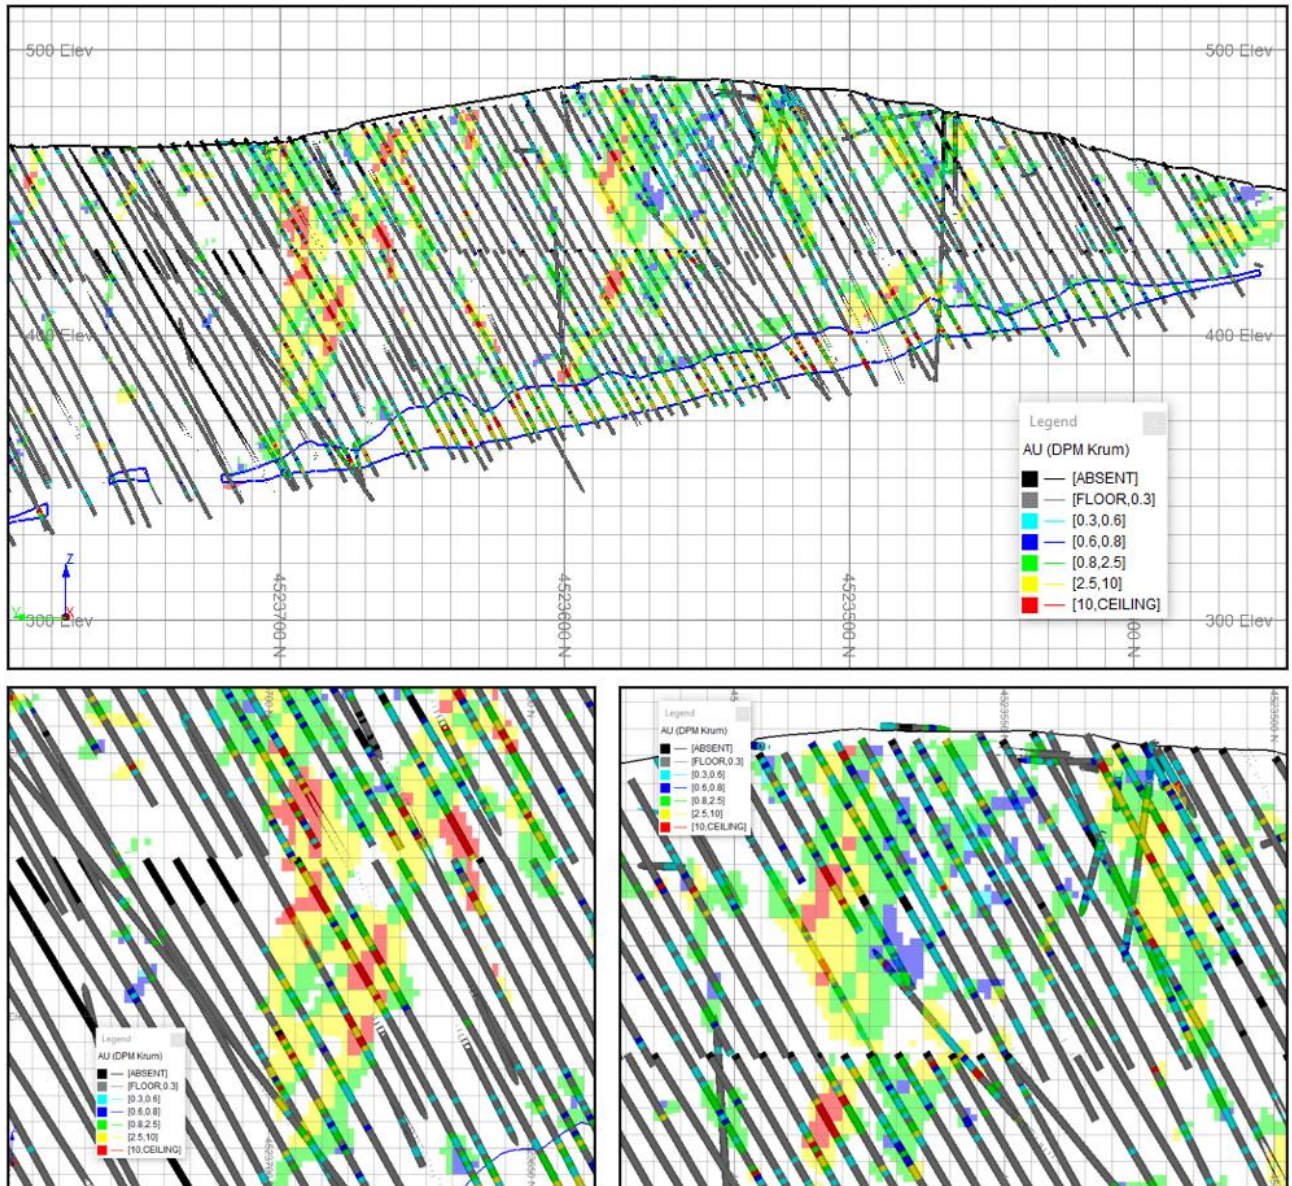 500 Elev
500 Elev
400 Elev
400 Elev
Legend
AU (DPM Krum)
[ABSENT]
[FLOOR,0.3]
[0.3,0.6]
[0.6,0.8]
[0.8,2.5]
[2.5,10]
[10,CEILING]
Z
Y
X
300 Elev
300 Elev
4523700 N
4523600 N
4523500 N
00 N
Legend
AU (DPM Krum)
[ABSENT]
[FLOOR,0.3]
[0.3,0.6]
[0.6,0.8]
[0.8,2.5]
[2.5,10]
[10,CEILING]
Legend
AU (DPM Krum)
[ABSENT]
[FLOOR,0.3]
[0.3,0.6]
[0.6,0.8]
[0.8,2.5]
[2.5,10]
[10,CEILING]